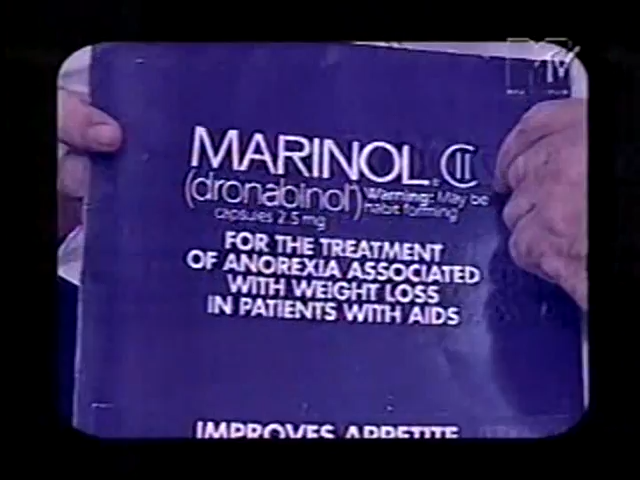 MTV
MARINOL® CII
(dronabinol) Warning: May be
capsules 2.5 mg habit forming
FOR THE TREATMENT
OF ANOREXIA ASSOCIATED
WITH WEIGHT LOSS
IN PATIENTS WITH AIDS
IMPROVES APPETITE